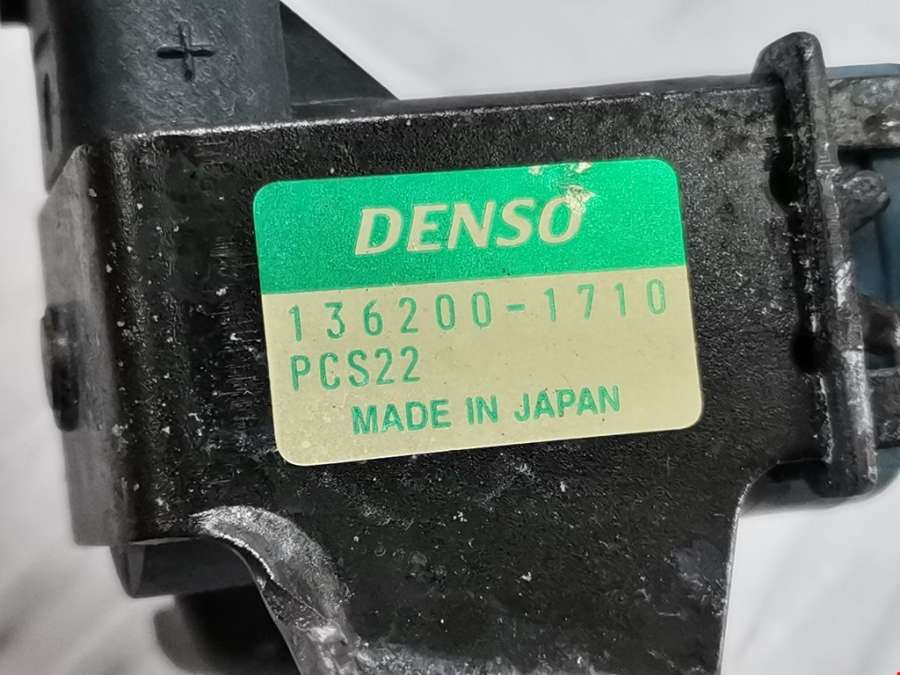 DENSO
136200-1710
PCS22
MADE IN JAPAN